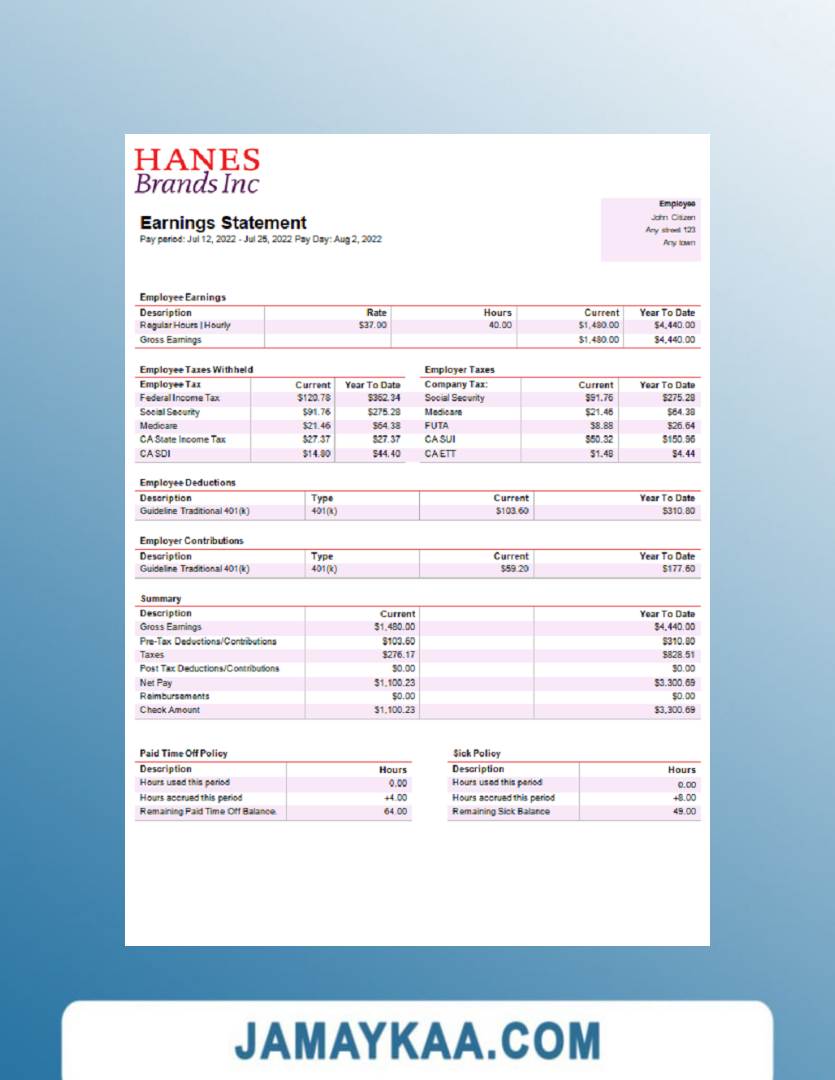 HANES
Brands Inc
Employee
John Citizen
Any street 123
Any town
Earnings Statement
Pay period: Jul 12, 2022 - Jul 25, 2022 Pay Day: Aug 2, 2022
Employee Earnings
Description Rate Hours Current Year To Date
Regular Hours | Hourly $37.00 40.00 $1,480.00 $4,440.00
Gross Earnings $1,480.00 $4,440.00
Employee Taxes Withheld Employer Taxes
Employee Tax Current Year To Date Company Tax: Current Year To Date
Federal Income Tax $120.78 $362.34 Social Security $91.76 $275.28
Social Security $91.76 $275.28 Medicare $21.46 $64.38
Medicare $21.46 $64.38 FUTA $8.88 $26.64
CA State Income Tax $27.37 $27.37 CA SUI $50.32 $150.96
CA SDI $14.80 $44.40 CA ETT $1.48 $4.44
Employee Deductions
Description Type Current Year To Date
Guideline Traditional 401(k) 401(k) $103.60 $310.80
Employer Contributions
Description Type Current Year To Date
Guideline Traditional 401(k) 401(k) $59.20 $177.60
Summary
Description Current Year To Date
Gross Earnings $1,480.00 $4,440.00
Pre-Tax Deductions/Contributions $103.60 $310.80
Taxes $276.17 $828.51
Post Tax Deductions/Contributions $0.00 $0.00
Net Pay $1,100.23 $3.300.69
Reimbursements $0.00 $0.00
Check Amount $1,100.23 $3,300.69
Paid Time Off Policy Sick Policy
Description Hours Description Hours
Hours used this period 0.00 Hours used this period 0.00
Hours accrued this period +4.00 Hours accrued this period +8.00
Remaining Paid Time Off Balance. 64.00 Remaining Sick Balance 49.00
JAMAYKAA.COM